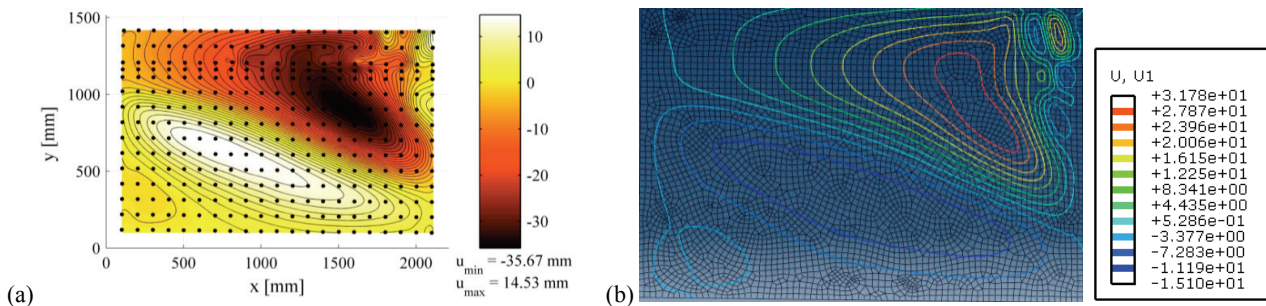 1500
1000
500
0
y [mm]
0
500
1000
1500
2000
x [mm]
10
0
-10
-20
-30
u_min = -35.67 mm
u_max = 14.53 mm
(a)
(b)
U, U1
+3.178e+01
+2.787e+01
+2.396e+01
+2.006e+01
+1.615e+01
+1.225e+01
+8.341e+00
+4.435e+00
+5.286e-01
-3.377e+00
-7.283e+00
-1.119e+01
-1.510e+01